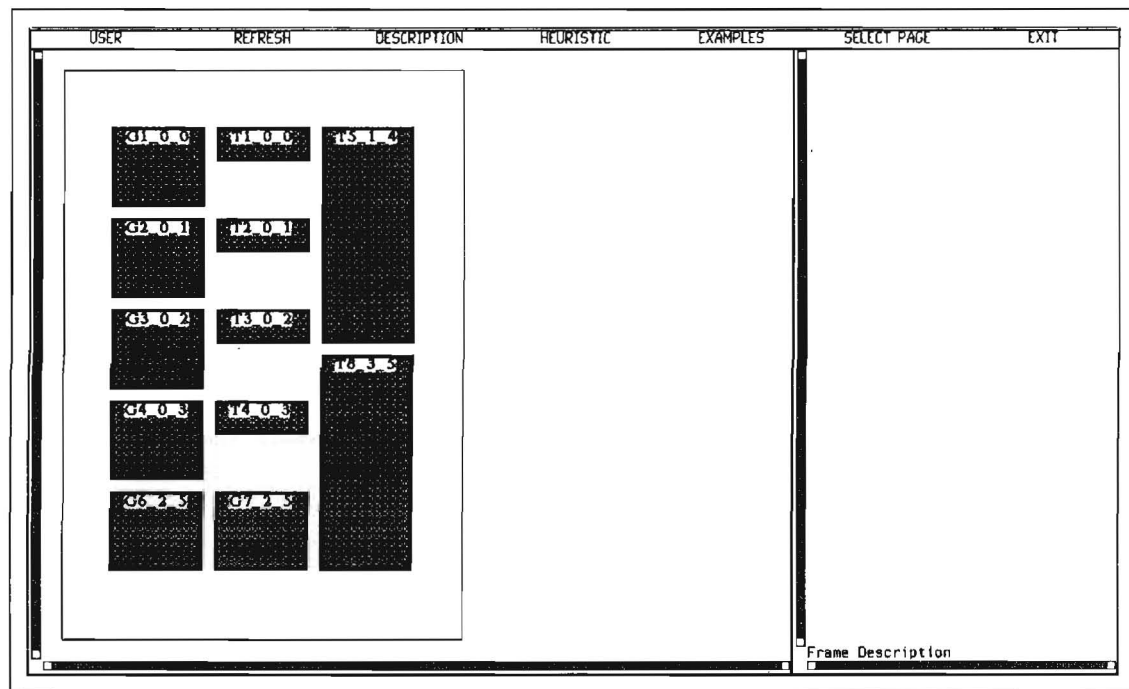 USER REFRESH DESCRIPTION HEURISTIC EXAMPLES SELECT PAGE EXIT
G1_0_0 T1_0_0 T5_1_4
G2_0_1 T2_0_1
G3_0_2 T3_0_2
T8_3_5
G4_0_3 T4_0_3
G6_2_5 G7_2_5
Frame Description